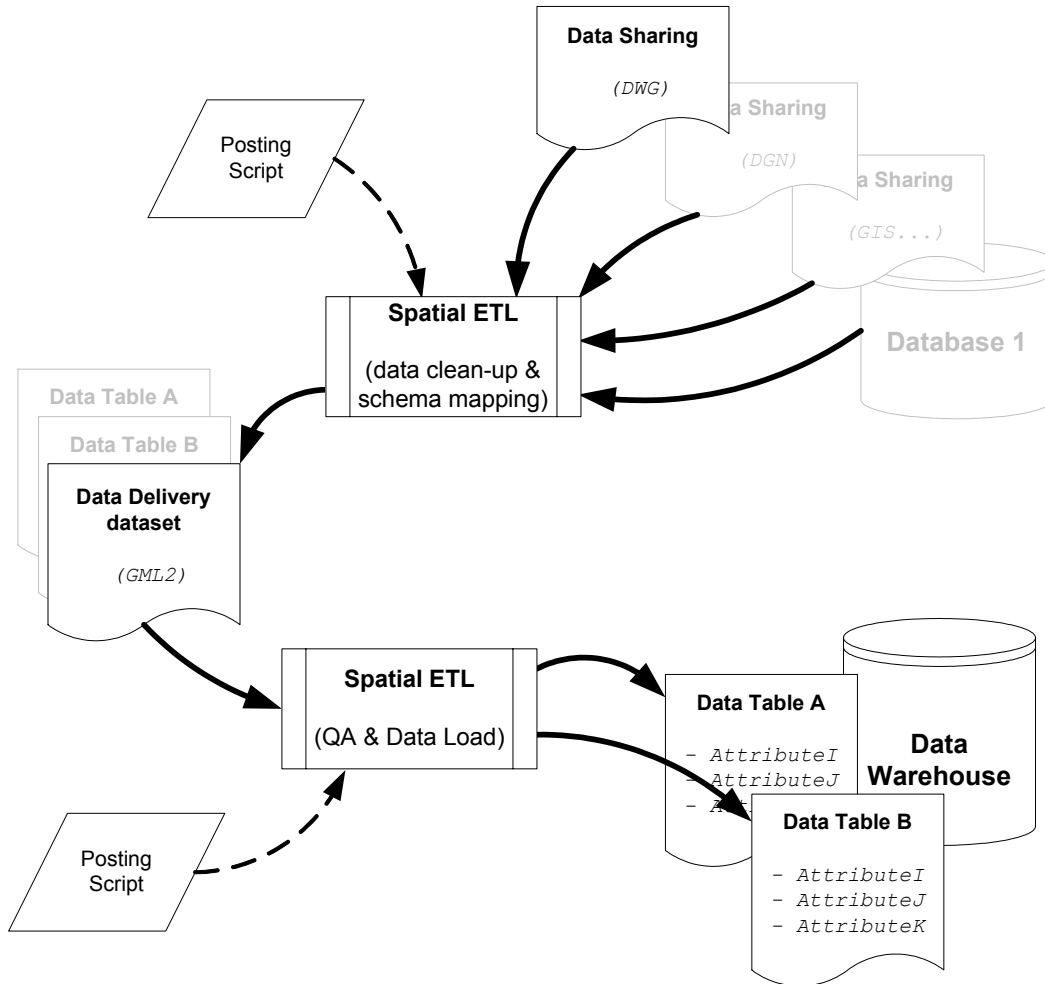 Data Sharing
(DWG)
a Sharing
(DGN)
a Sharing
(GIS...)
Database 1
Posting
Script
Spatial ETL
(data clean-up &
schema mapping)
Data Table A
Data Table B
Data Delivery
dataset
(GML2)
Spatial ETL
(QA & Data Load)
Posting
Script
Data Table A
- AttributeI
- AttributeJ
- Att
Data Warehouse
Data Table B
- AttributeI
- AttributeJ
- AttributeK